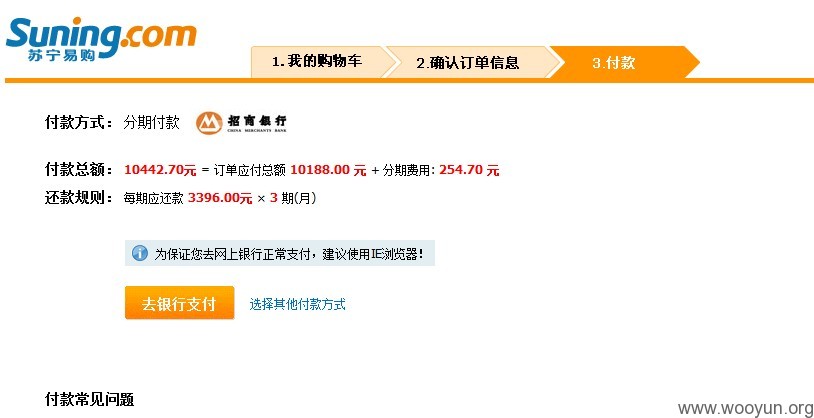 Suning.com
苏宁易购
1.我的购物车 2.确认订单信息 3.付款
付款方式： 分期付款 招商银行 CHINA MERCHANTS BANK
付款总额： 10442.70元 = 订单应付总额 10188.00 元 + 分期费用: 254.70 元
还款规则： 每期应还款 3396.00元 × 3 期(月)
为保证您去网上银行正常支付，建议使用IE浏览器！
去银行支付 选择其他付款方式
付款常见问题
www.wooyun.org